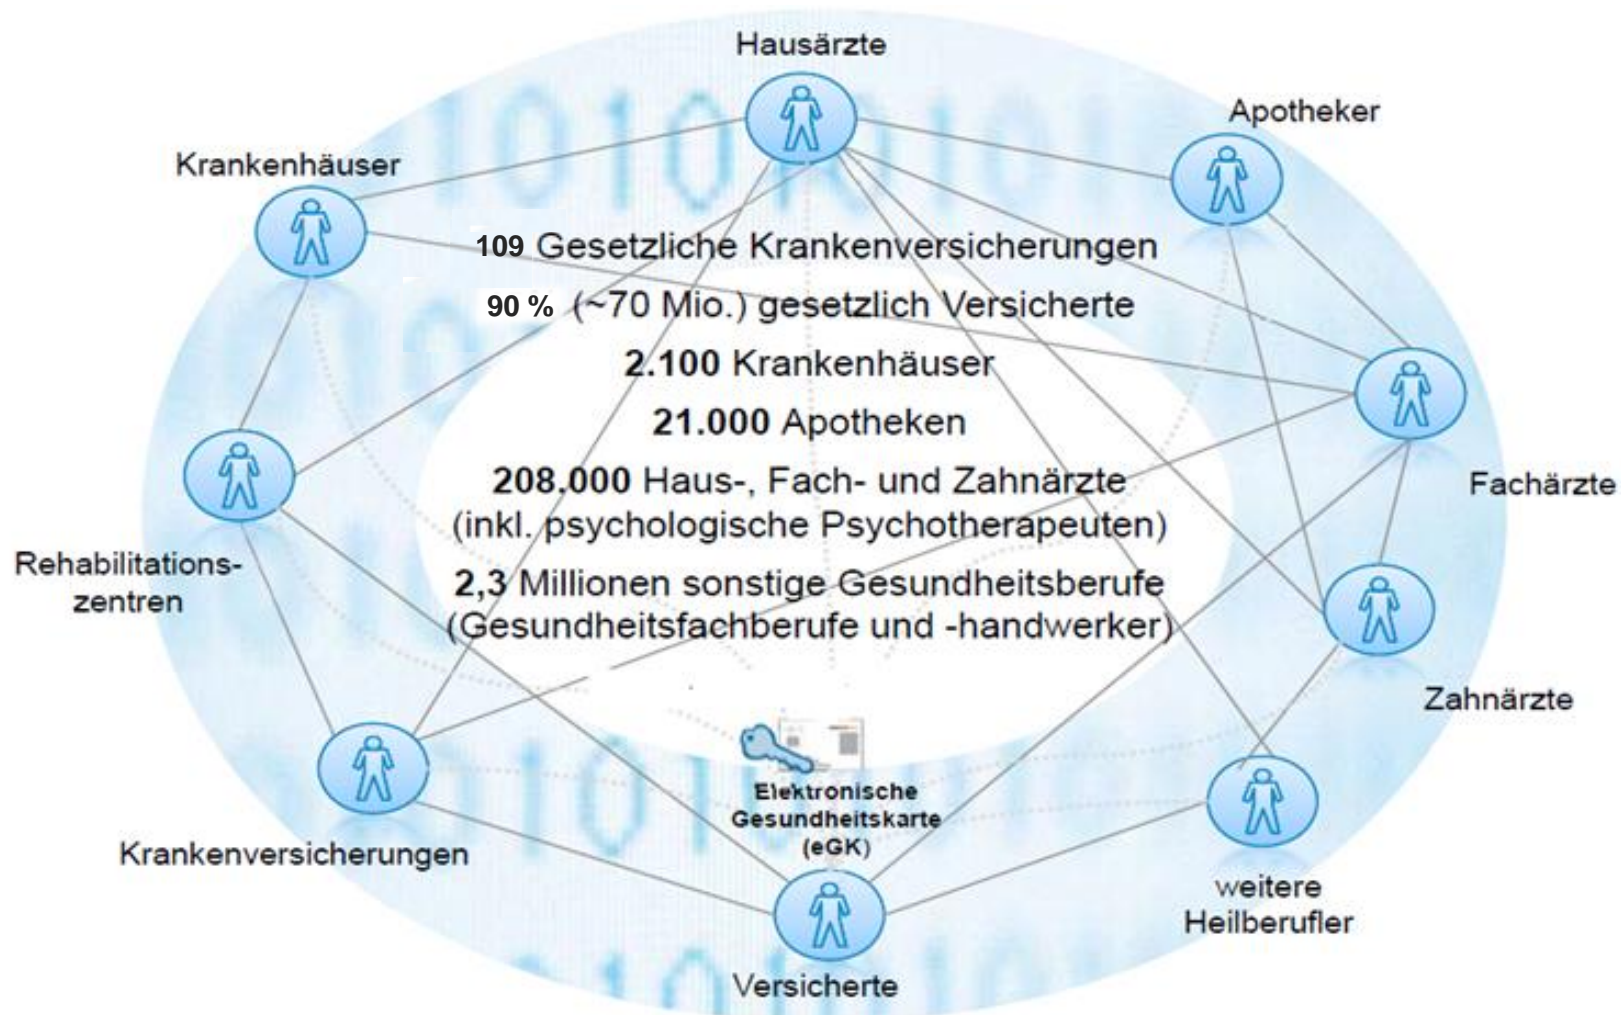 Hausärzte
Apotheker
Krankenhäuser
109 Gesetzliche Krankenversicherungen
90 % (~70 Mio.) gesetzlich Versicherte
2.100 Krankenhäuser
21.000 Apotheken
208.000 Haus-, Fach- und Zahnärzte
(inkl. psychologische Psychotherapeuten)
2,3 Millionen sonstige Gesundheitsberufe
(Gesundheitsfachberufe und -handwerker)
Fachärzte
Rehabilitations-
zentren
Zahnärzte
Elektronische
Gesundheitskarte
(eGK)
Krankenversicherungen
weitere
Heilberufler
Versicherte